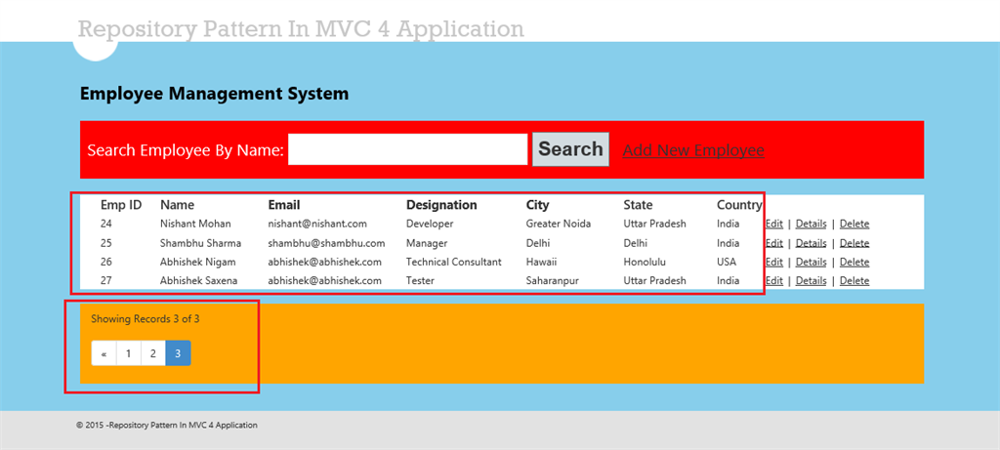 Repository Pattern In MVC 4 Application
Employee Management System
Search Employee By Name: Search Add New Employee
Emp ID Name Email Designation City State Country
24 Nishant Mohan nishant@nishant.com Developer Greater Noida Uttar Pradesh India Edit | Details | Delete
25 Shambhu Sharma shambhu@shambhu.com Manager Delhi Delhi India Edit | Details | Delete
26 Abhishek Nigam abhishek@abhishek.com Technical Consultant Hawaii Honolulu USA Edit | Details | Delete
27 Abhishek Saxena abhishek@abhishek.com Tester Saharanpur Uttar Pradesh India Edit | Details | Delete
Showing Records 3 of 3
« 1 2 3
© 2015 -Repository Pattern In MVC 4 Application